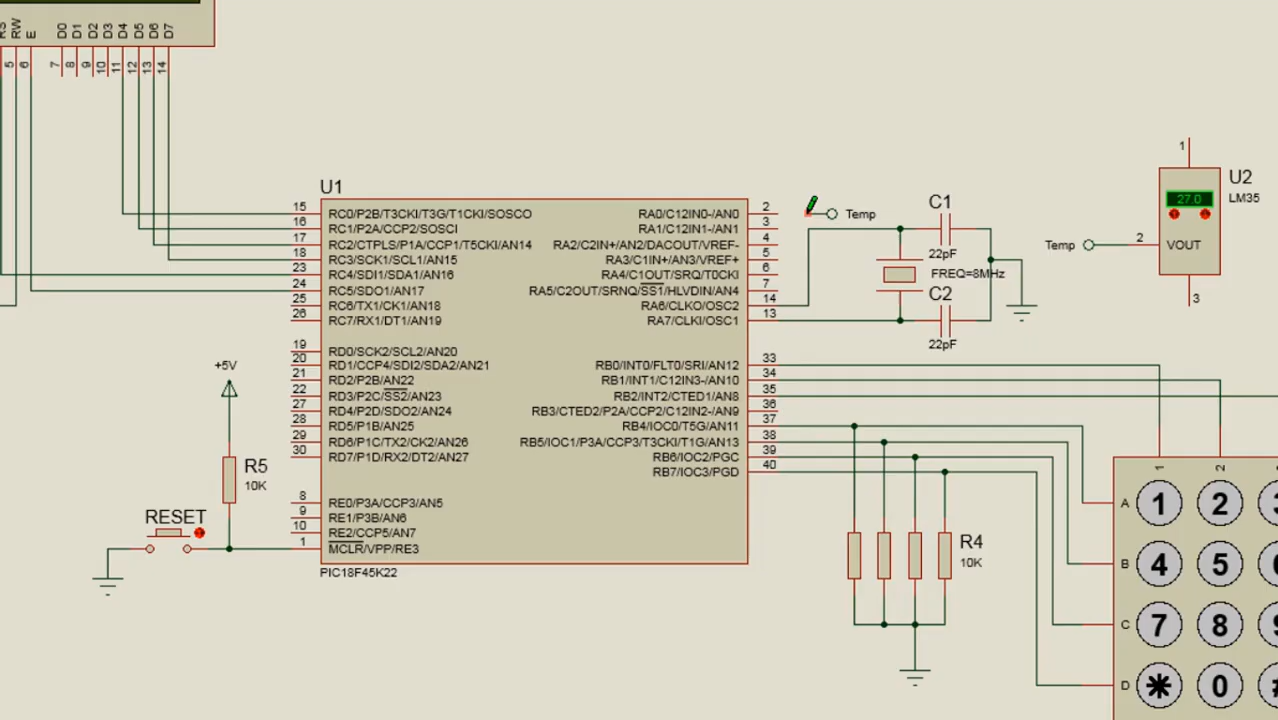 RS RW E D0 D1 D2 D3 D4 D5 D6 D7
5 6 7 8 9 10 11 12 13 14
U1
15 RC0/P2B/T3CKI/T3G/T1CKI/SOSCO
16 RC1/P2A/CCP2/SOSCI
17 RC2/CTPLS/P1A/CCP1/T5CKI/AN14
18 RC3/SCK1/SCL1/AN15
23 RC4/SDI1/SDA1/AN16
24 RC5/SDO1/AN17
25 RC6/TX1/CK1/AN18
26 RC7/RX1/DT1/AN19
19 RD0/SCK2/SCL2/AN20
20 RD1/CCP4/SDI2/SDA2/AN21
21 RD2/P2B/AN22
22 RD3/P2C/SS2/AN23
27 RD4/P2D/SDO2/AN24
28 RD5/P1B/AN25
29 RD6/P1C/TX2/CK2/AN26
30 RD7/P1D/RX2/DT2/AN27
8 RE0/P3A/CCP3/AN5
9 RE1/P3B/AN6
10 RE2/CCP5/AN7
1 MCLR/VPP/RE3
PIC18F45K22
RA0/C12IN0-/AN0 2
RA1/C12IN1-/AN1 3
RA2/C2IN+/AN2/DACOUT/VREF- 4
RA3/C1IN+/AN3/VREF+ 5
RA4/C1OUT/SRQ/T0CKI 6
RA5/C2OUT/SRNQ/SS1/HLVDIN/AN4 7
RA6/CLKO/OSC2 14
RA7/CLKI/OSC1 13
RB0/INT0/FLT0/SRI/AN12 33
RB1/INT1/C12IN3-/AN10 34
RB2/INT2/CTED1/AN8 35
RB3/CTED2/P2A/CCP2/C12IN2-/AN9 36
RB4/IOC0/T5G/AN11 37
RB5/IOC1/P3A/CCP3/T3CKI/T1G/AN13 38
RB6/IOC2/PGC 39
RB7/IOC3/PGD 40
+5V
R5
10K
RESET
Temp
C1
22pF
FREQ=8MHz
C2
22pF
R4
10K
1
U2
27.0 LM35
Temp 2 VOUT
3
1 2
A 1 2 3
B 4 5 6
C 7 8 9
D * 0